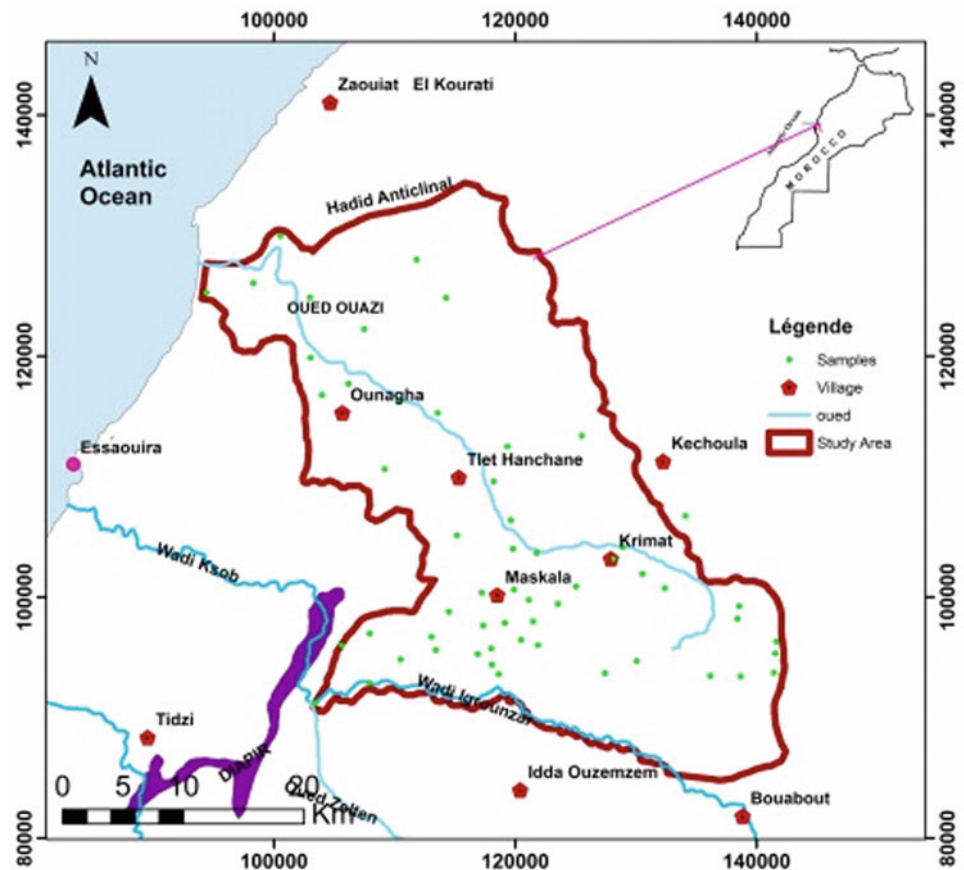 100000 120000 140000
N
Zaouiat El Kourati
140000
140000
Atlantic
Ocean
MOROCCO
Hadid Anticlinal
OUED OUAZI
Légende
Samples
Village
oued
Study Area
120000
120000
Ounagha
Essaouira
Kechoula
Tlet Hanchane
Wadi Ksob
Krimat
Maskala
100000
100000
Wadi Igrounzar
Tidzi
DIAPIR
Idda Ouzemzem
Bouabout
0 5 10 20
Km
Oued Zelten
80000
80000
100000 120000 140000